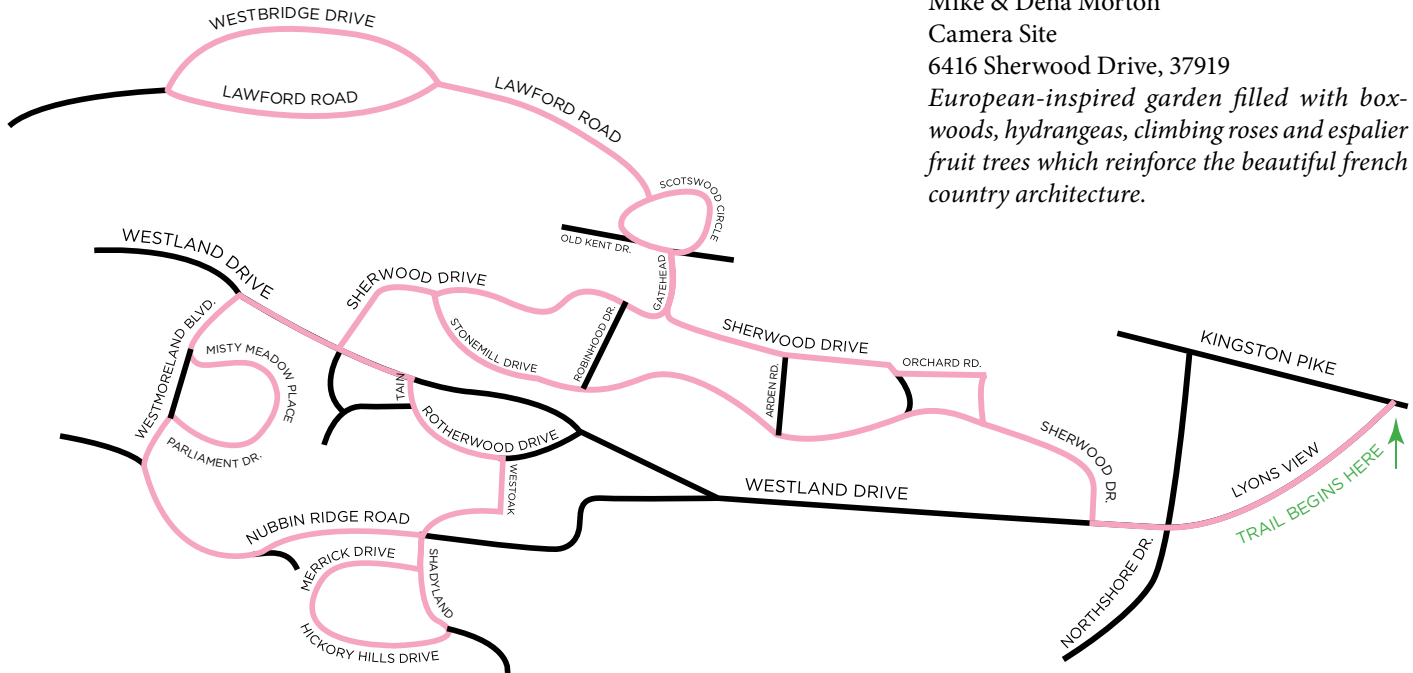 Mike & Dena Morton
Camera Site
6416 Sherwood Drive, 37919
European-inspired garden filled with box-
woods, hydrangeas, climbing roses and espalier
fruit trees which reinforce the beautiful french
country architecture.
WESTBRIDGE DRIVE
LAWFORD ROAD
LAWFORD ROAD
SCOTSWOOD CIRCLE
OLD KENT DR.
GATEHEAD
WESTLAND DRIVE
SHERWOOD DRIVE
STONEMILL DRIVE
ROBINHOOD DR.
SHERWOOD DRIVE
ARDEN RD.
ORCHARD RD.
KINGSTON PIKE
WESTMORELAND BLVD.
MISTY MEADOW PLACE
PARLIAMENT DR.
TAIN
ROTHERWOOD DRIVE
WESTOAK
WESTLAND DRIVE
SHERWOOD DR.
LYONS VIEW
TRAIL BEGINS HERE
NORTHSHORE DR.
NUBBIN RIDGE ROAD
MERRICK DRIVE
SHADYLAND
HICKORY HILLS DRIVE